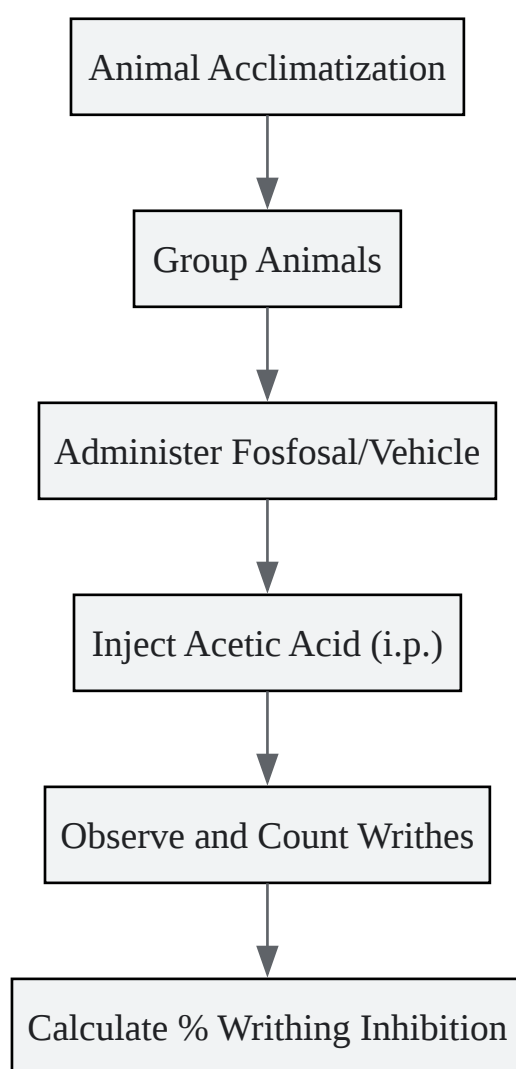 Animal Acclimatization
Group Animals
Administer Fosfosal/Vehicle
Inject Acetic Acid (i.p.)
Observe and Count Writhes
Calculate % Writhing Inhibition